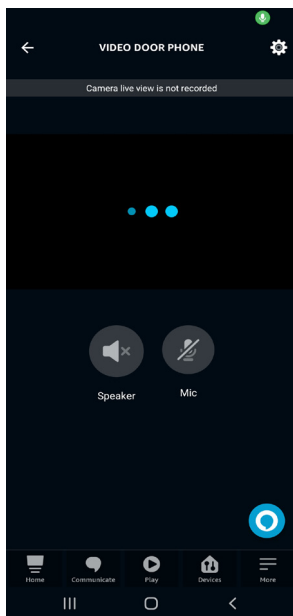 VIDEO DOOR PHONE
Camera live view is not recorded
Speaker
Mic
Home
Communicate
Play
Devices
More